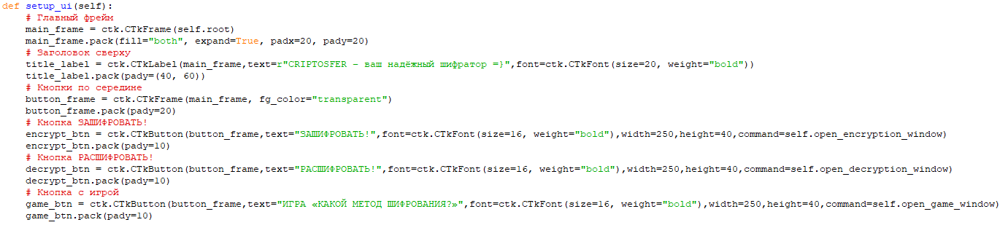 def setup_ui(self):
    # Главный фрейм
    main_frame = ctk.CTkFrame(self.root)
    main_frame.pack(fill="both", expand=True, padx=20, pady=20)
    # Заголовок сверху
    title_label = ctk.CTkLabel(main_frame,text=r"CRIPTOSFER – ваш надёжный шифратор =}",font=ctk.CTkFont(size=20, weight="bold"))
    title_label.pack(pady=(40, 60))
    # Кнопки по середине
    button_frame = ctk.CTkFrame(main_frame, fg_color="transparent")
    button_frame.pack(pady=20)
    # Кнопка ЗАШИФРОВАТЬ!
    encrypt_btn = ctk.CTkButton(button_frame,text="ЗАШИФРОВАТЬ!",font=ctk.CTkFont(size=16, weight="bold"),width=250,height=40,command=self.open_encryption_window)
    encrypt_btn.pack(pady=10)
    # Кнопка РАСШИФРОВАТЬ!
    decrypt_btn = ctk.CTkButton(button_frame,text="РАСШИФРОВАТЬ!",font=ctk.CTkFont(size=16, weight="bold"),width=250,height=40,command=self.open_decryption_window)
    decrypt_btn.pack(pady=10)
    # Кнопка с игрой
    game_btn = ctk.CTkButton(button_frame,text="ИГРА «КАКОЙ МЕТОД ШИФРОВАНИЯ?»",font=ctk.CTkFont(size=16, weight="bold"),width=250,height=40,command=self.open_game_window)
    game_btn.pack(pady=10)